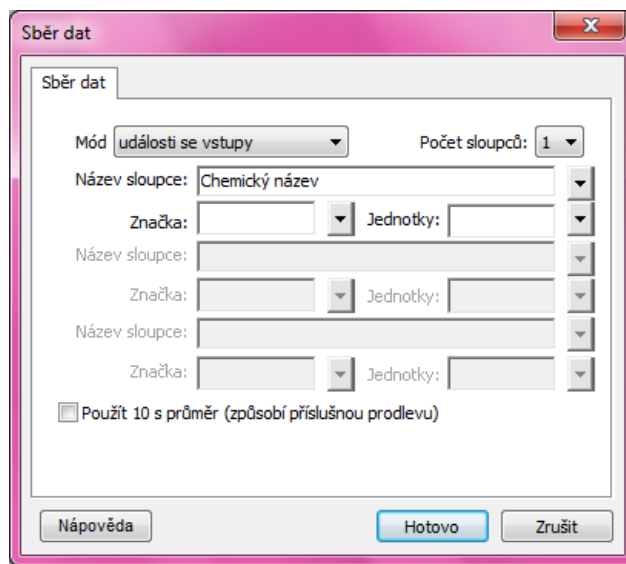 Sběr dat
Sběr dat
Mód události se vstupy Počet sloupců: 1
Název sloupce: Chemický název
Značka: Jednotky:
Název sloupce:
Značka: Jednotky:
Název sloupce:
Značka: Jednotky:
Použít 10 s průměr (způsobí příslušnou prodlevu)
Nápověda Hotovo Zrušit